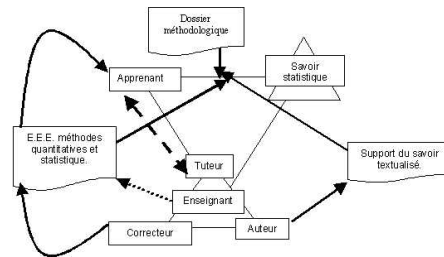 Dossier
méthodologique
Savoir
statistique
Apprenant
E.E.E. méthodes
quantitatives et
statistique.
Tuteur
Support du savoir
textualisé.
Enseignant
Correcteur
Auteur